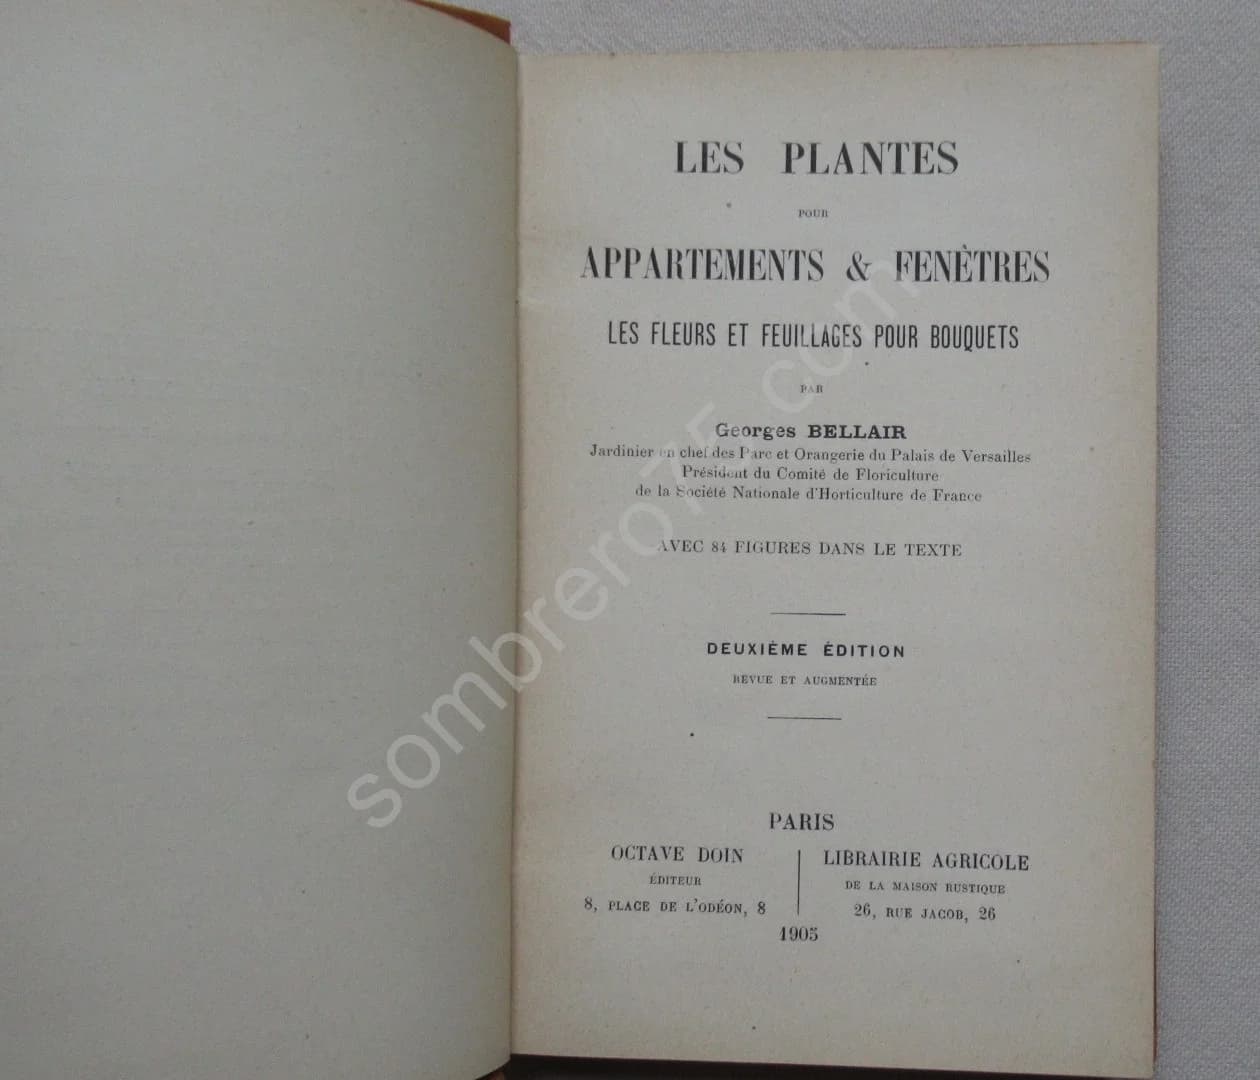 LES PLANTES
POUR
APPARTEMENTS & FENÈTRES
LES FLEURS ET FEUILLAGES POUR BOUQUETS
PAR
Georges BELLAIR
Jardinier en chef des Parc et Orangerie du Palais de Versailles
Président du Comité de Floriculture
de la Société Nationale d'Horticulture de France
AVEC 84 FIGURES DANS LE TEXTE
DEUXIÈME ÉDITION
REVUE ET AUGMENTÉE
PARIS
OCTAVE DOIN
ÉDITEUR
8, PLACE DE L'ODÉON, 8
LIBRAIRIE AGRICOLE
DE LA MAISON RUSTIQUE
26, RUE JACOB, 26
1905
sombrero75.com